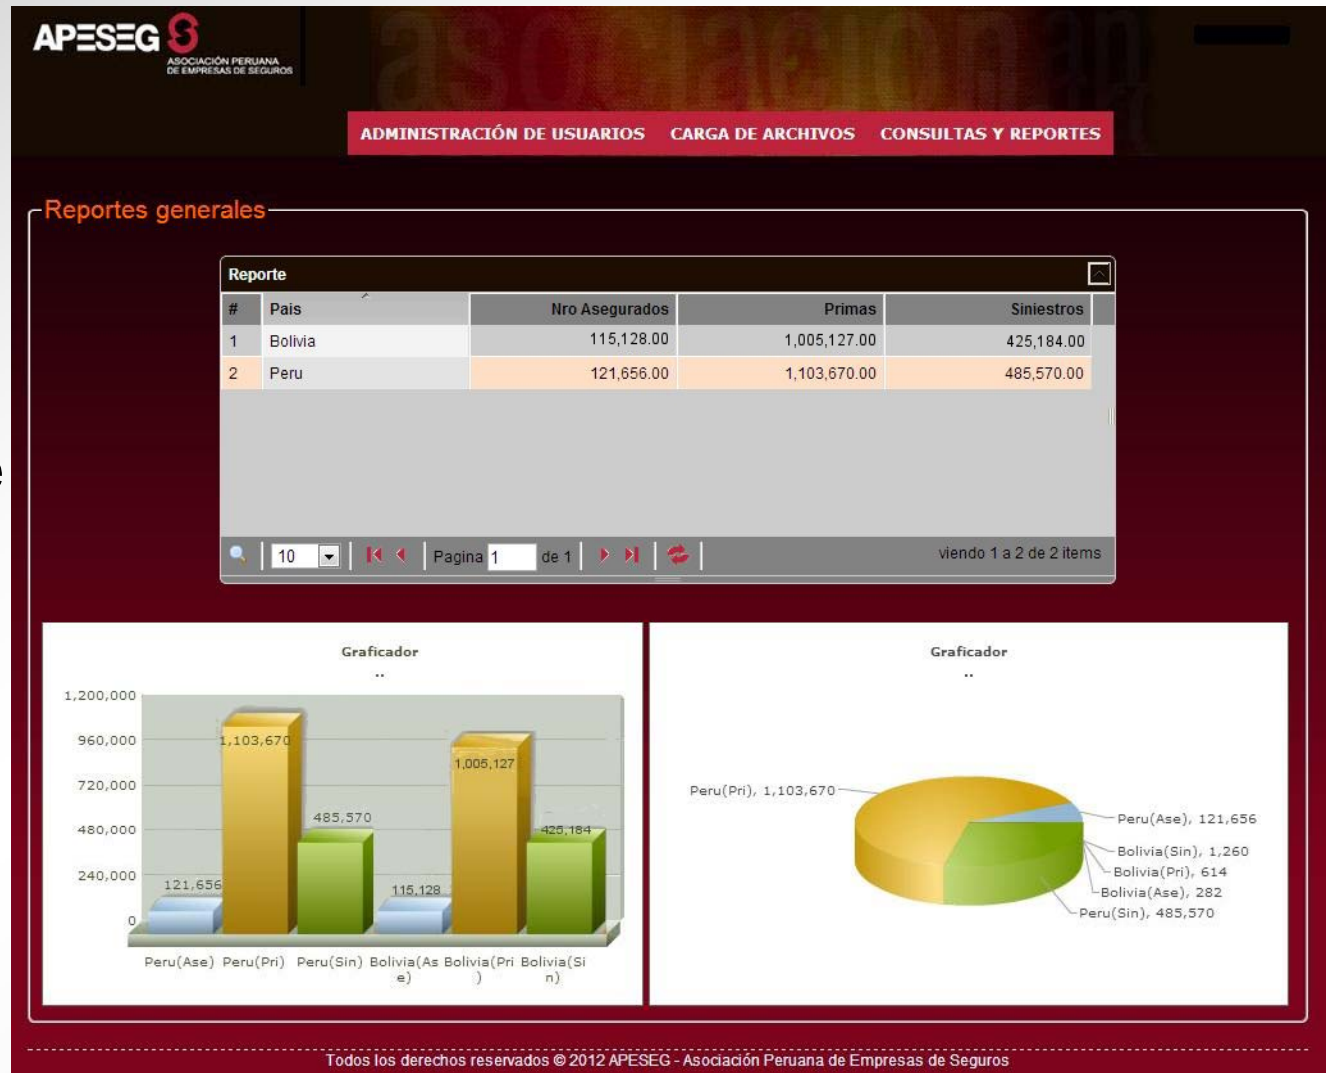 APESEG
ASOCIACIÓN PERUANA
DE EMPRESAS DE SEGUROS
ADMINISTRACIÓN DE USUARIOS CARGA DE ARCHIVOS CONSULTAS Y REPORTES
Reportes generales
Reporte
# Pais Nro Asegurados Primas Siniestros
1 Bolivia 115,128.00 1,005,127.00 425,184.00
2 Peru 121,656.00 1,103,670.00 485,570.00
e
10 Pagina 1 de 1 viendo 1 a 2 de 2 items
Graficador
..
1,200,000
960,000
720,000
480,000
240,000
0
121,656
1,103,670
485,570
115,128
1,005,127
425,184
Peru(Ase) Peru(Pri) Peru(Sin) Bolivia(As Bolivia(Pri Bolivia(Si
e) ) n)
Graficador
..
Peru(Pri), 1,103,670
Peru(Ase), 121,656
Bolivia(Sin), 1,260
Bolivia(Pri), 614
Bolivia(Ase), 282
Peru(Sin), 485,570
Todos los derechos reservados © 2012 APESEG - Asociación Peruana de Empresas de Seguros